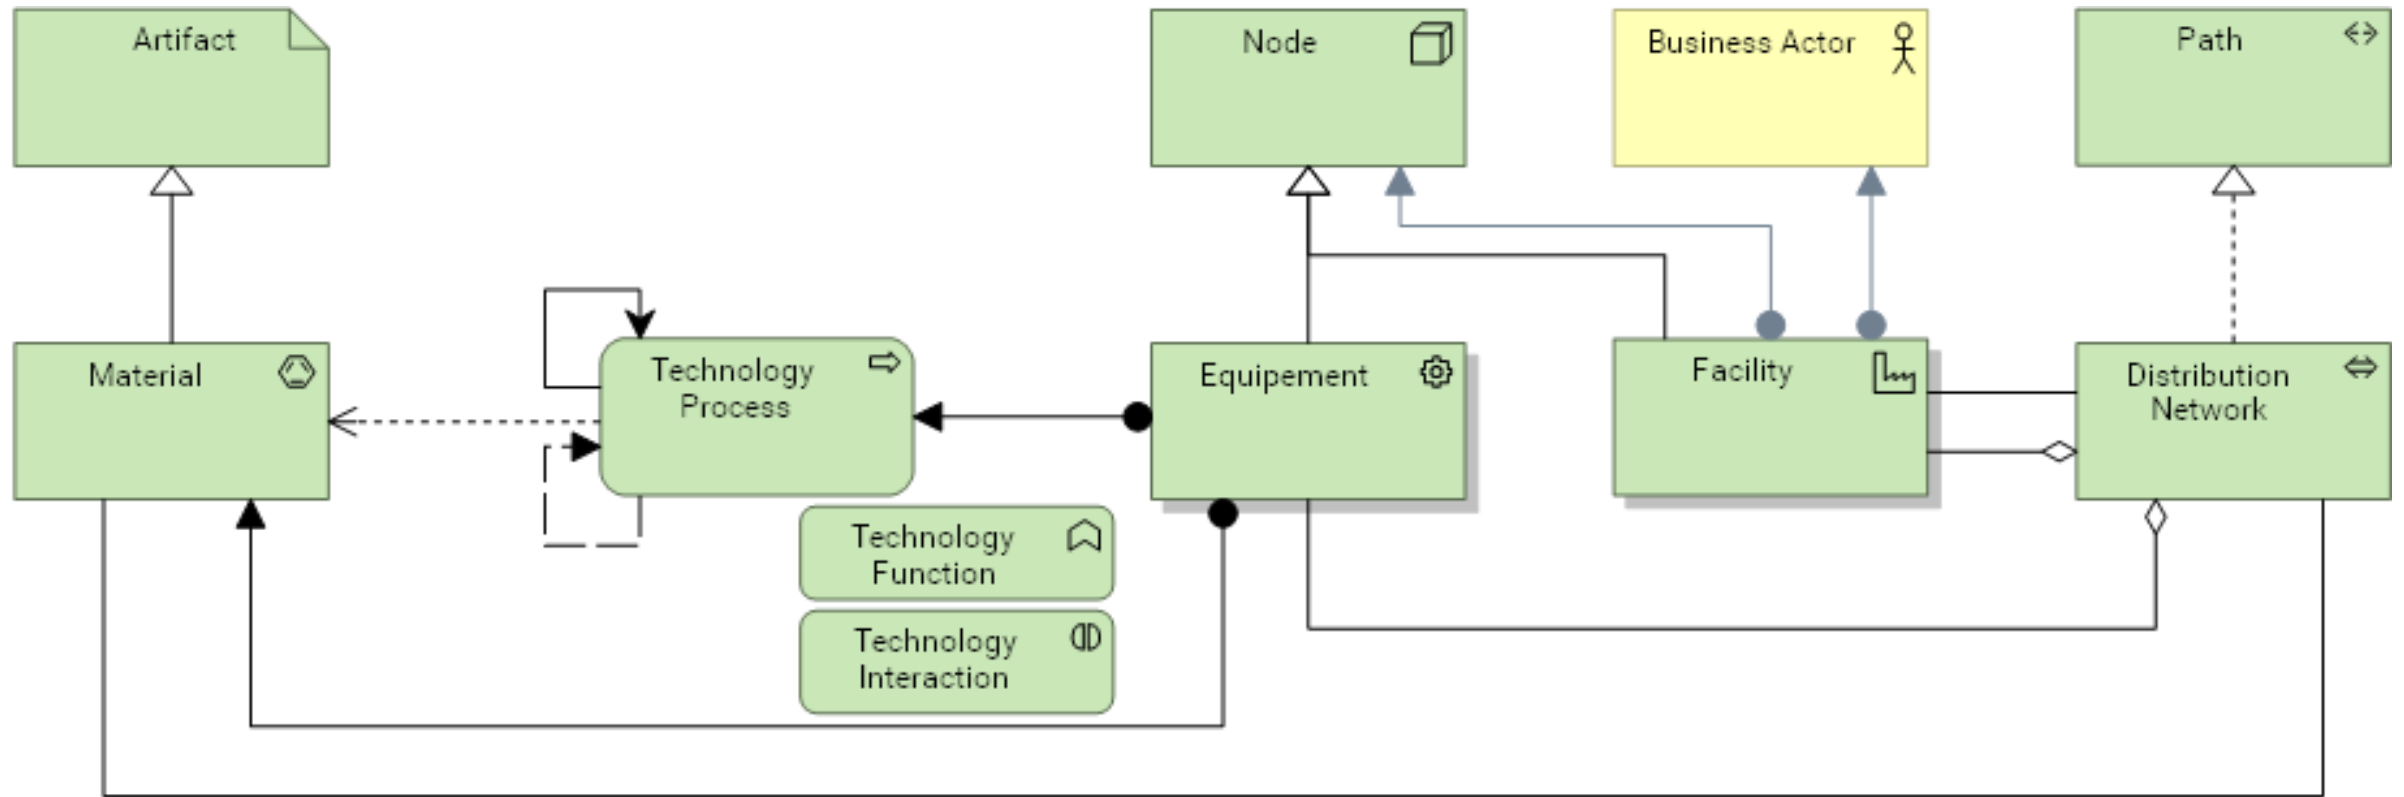 Artifact
Node
Business Actor
Path
Material
Technology
Process
Equipement
Facility
Distribution
Network
Technology
Function
Technology
Interaction